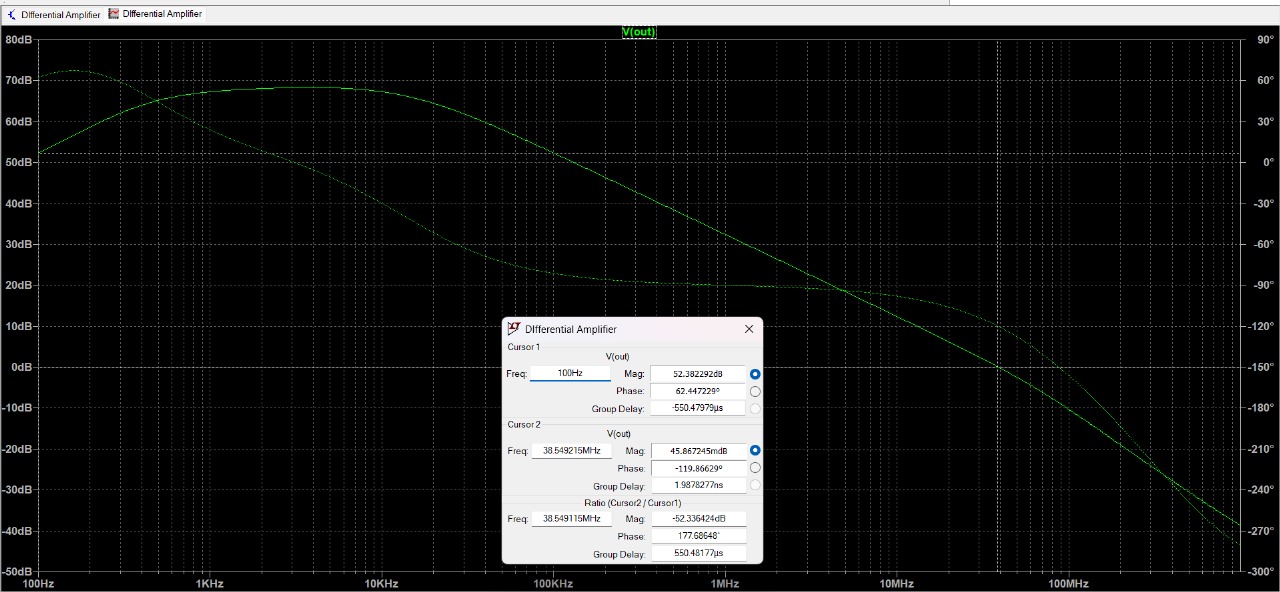 DIfferential Amplifier DIfferential Amplifier
V(out)
80dB 90°
70dB 60°
60dB 30°
50dB 0°
40dB -30°
30dB -60°
20dB -90°
10dB -120°
0dB -150°
-10dB -180°
-20dB -210°
-30dB -240°
-40dB -270°
-50dB -300°
100Hz 1KHz 10KHz 100KHz 1MHz 10MHz 100MHz
DIfferential Amplifier
Cursor 1
V(out)
Freq: 100Hz Mag: 52.382292dB
Phase: 62.447229°
Group Delay: -550.47979µs
Cursor 2
V(out)
Freq: 38.549215MHz Mag: 45.867245mdB
Phase: -119.86629°
Group Delay: 1.9878277ns
Ratio (Cursor2 / Cursor1)
Freq: 38.549115MHz Mag: -52.336424dB
Phase: 177.68648°
Group Delay: 550.48177µs